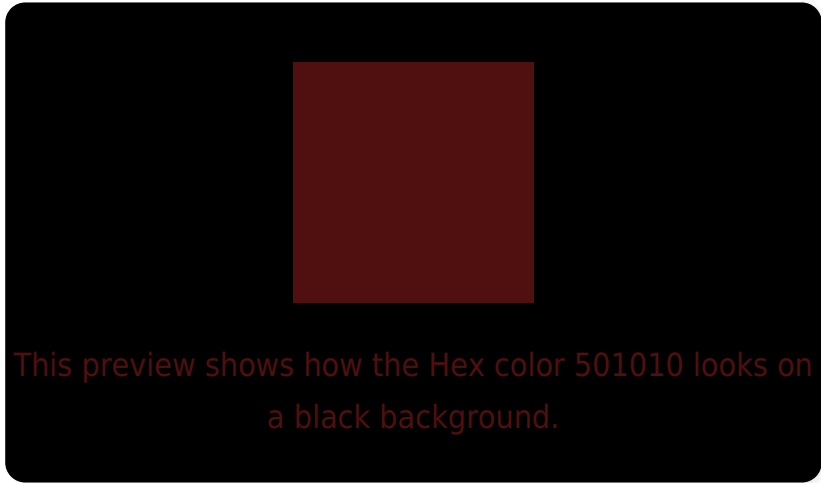 This preview shows how the Hex color 501010 looks on
a black background.